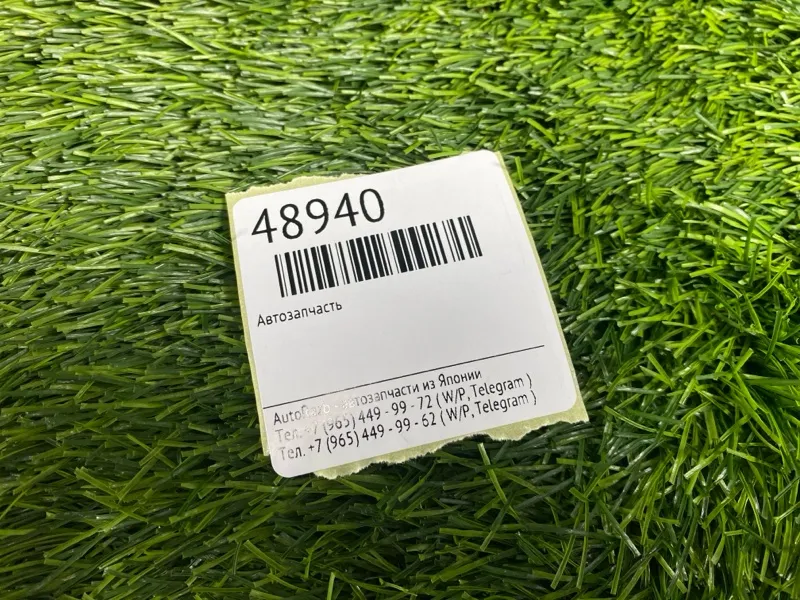 48940
Автозапчасть
автозапчасти из Японии
Тел. +7 (965) 449 - 99 - 72 ( W/P, Telegram )
Тел. +7 (965) 449 - 99 - 62 ( W/P, Telegram )